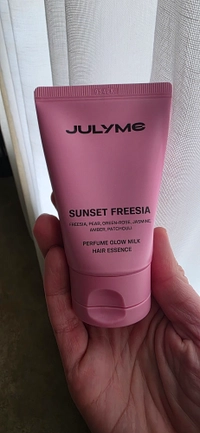 JULYME
SUNSET FREESIA
FREESIA, PEAR, GREEN ROSE, JASMINE,
AMBER, PATCHOULI
PERFUME GLOW MILK
HAIR ESSENCE